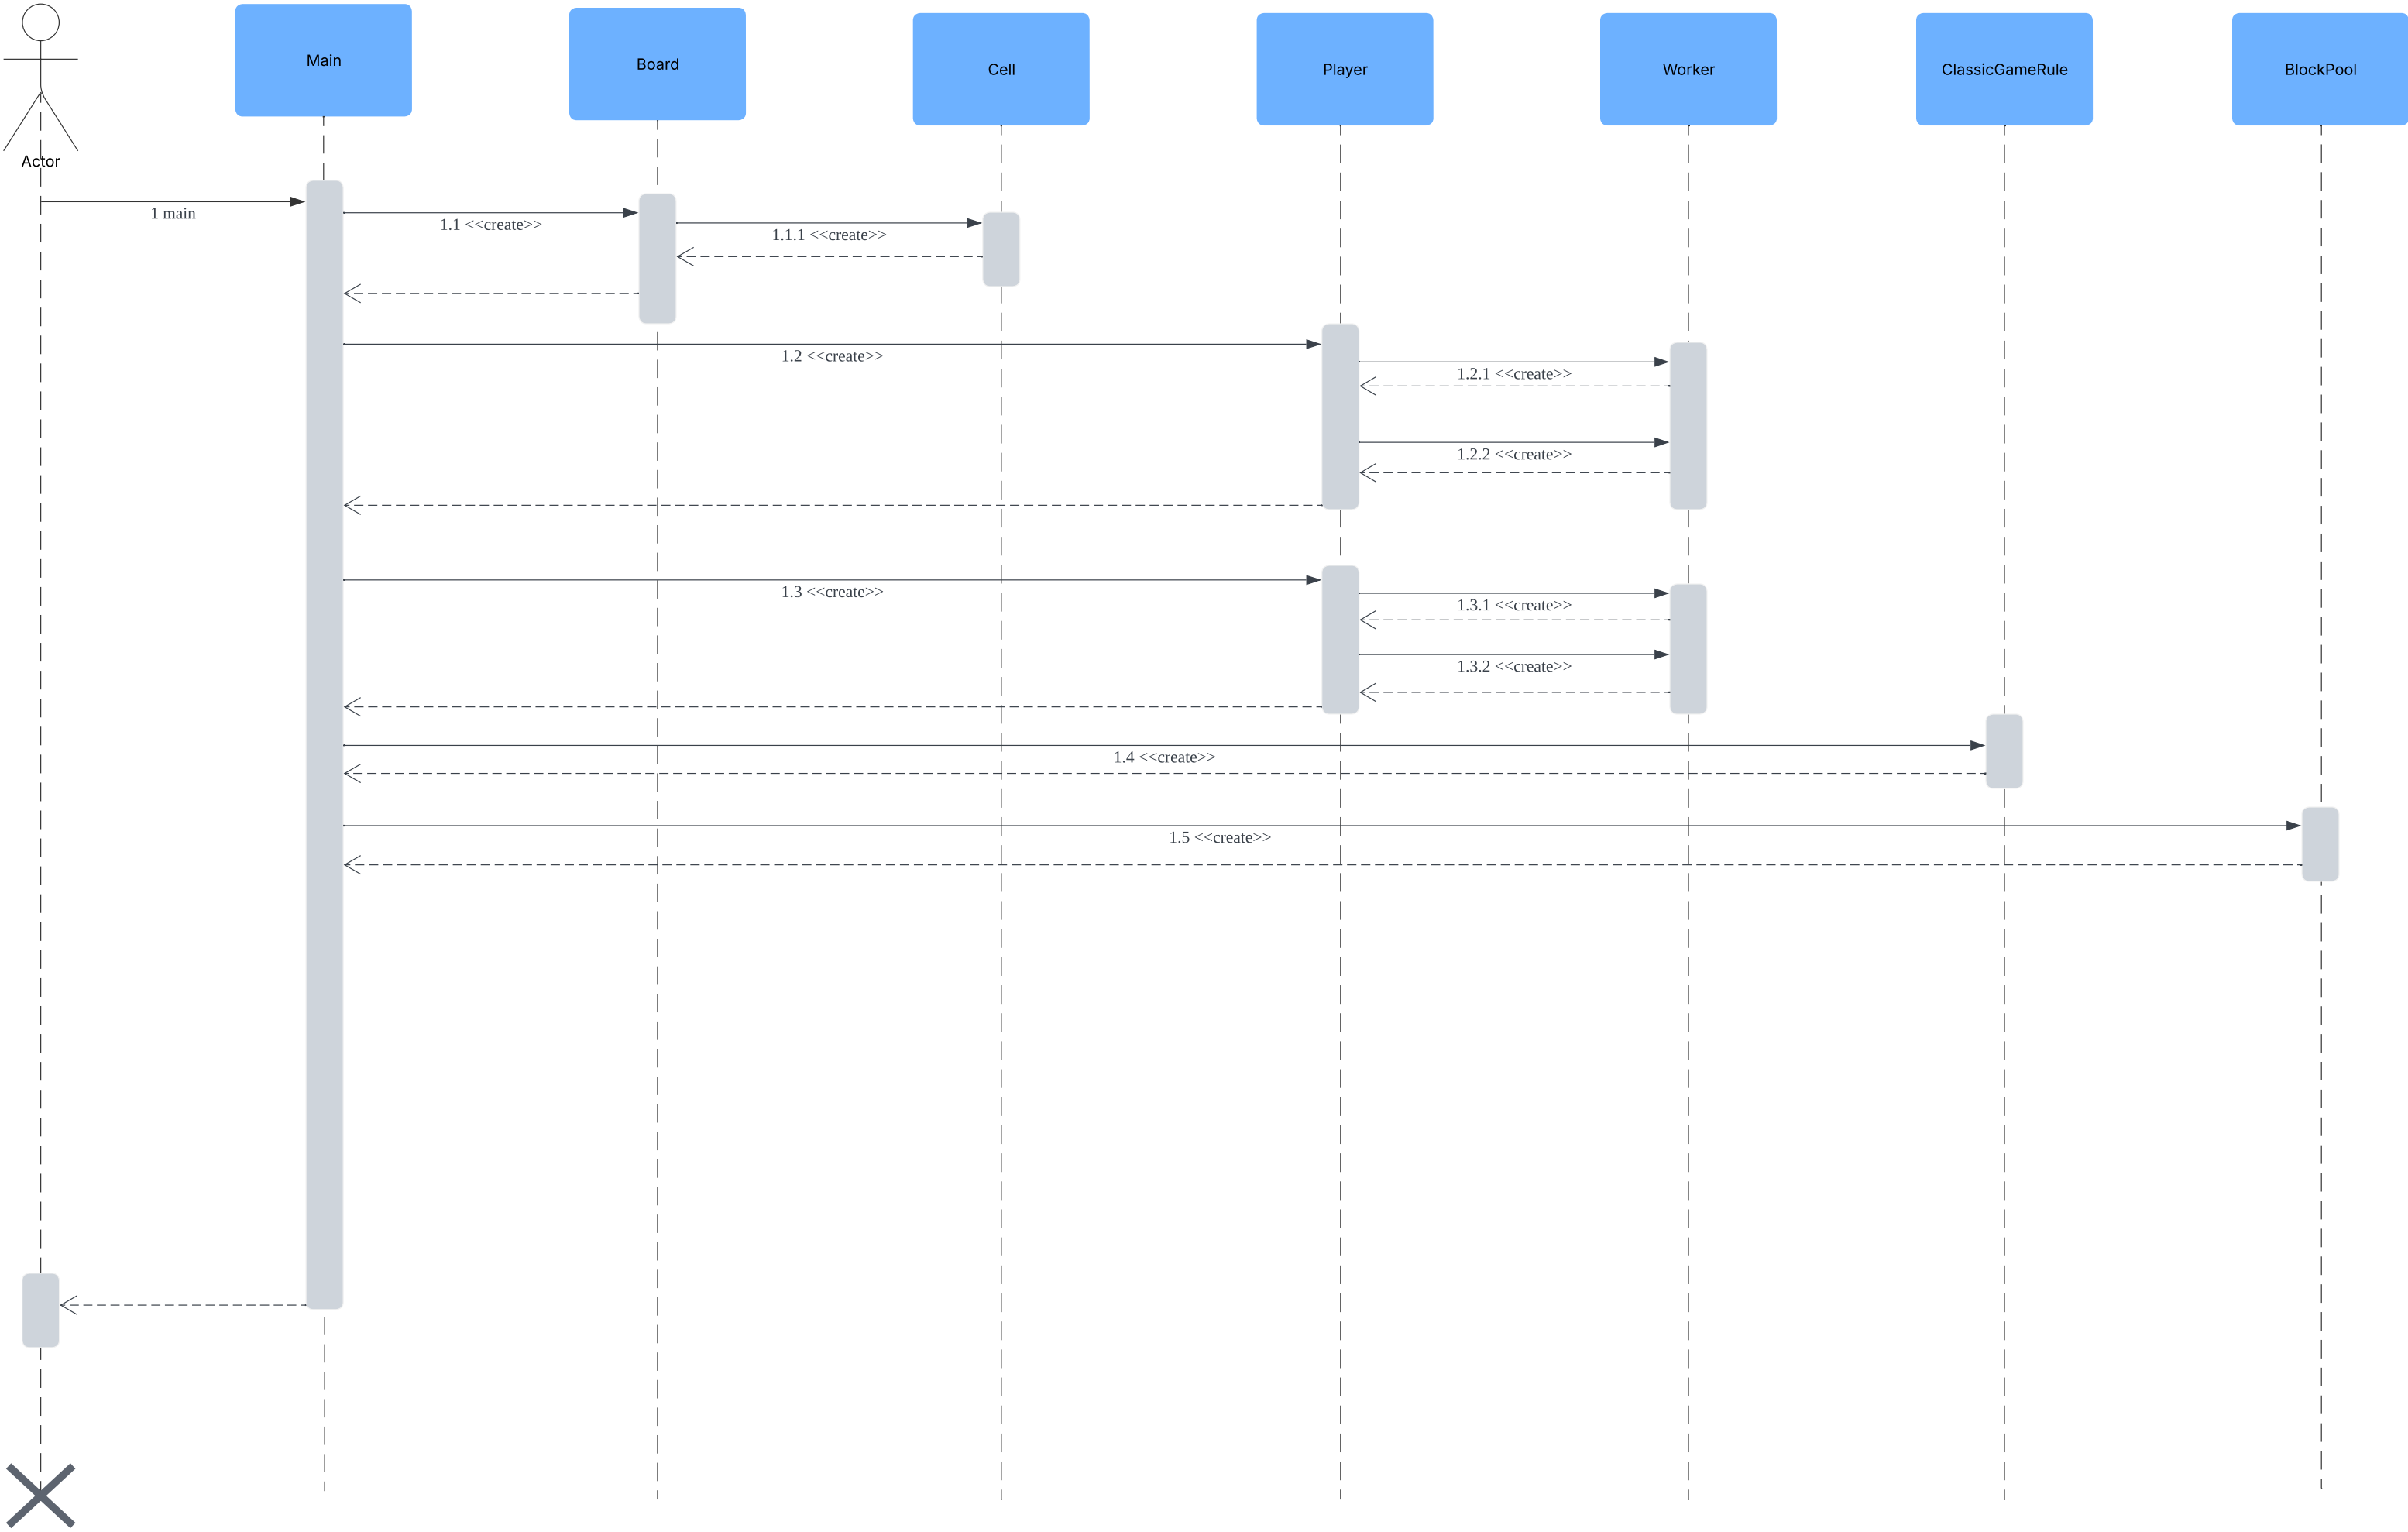 Main
Board
Cell
Player
Worker
ClassicGameRule
BlockPool
Actor
1 main
1.1 <<create>>
1.1.1 <<create>>
1.2 <<create>>
1.2.1 <<create>>
1.2.2 <<create>>
1.3 <<create>>
1.3.1 <<create>>
1.3.2 <<create>>
1.4 <<create>>
1.5 <<create>>